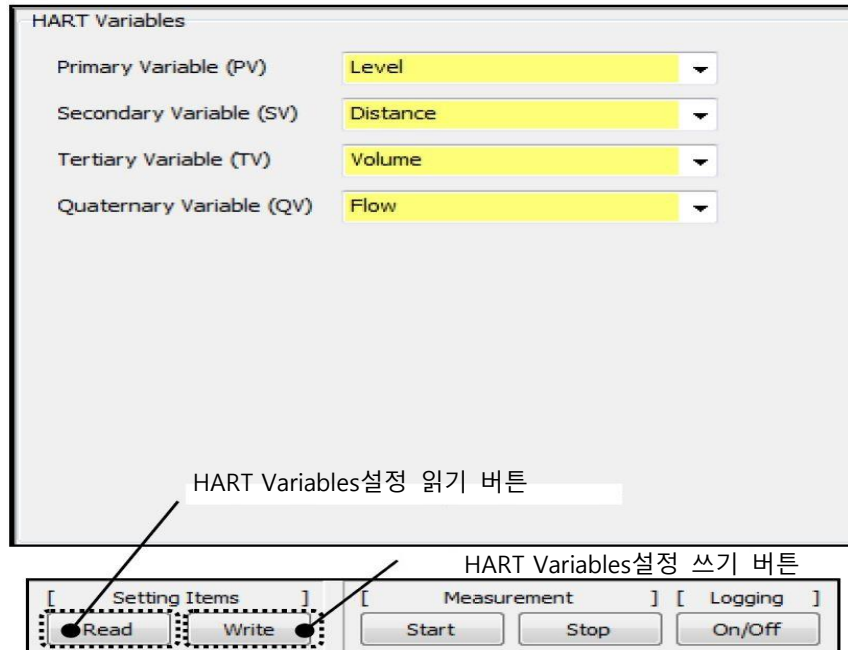 HART Variables
Primary Variable (PV) Level
Secondary Variable (SV) Distance
Tertiary Variable (TV) Volume
Quaternary Variable (QV) Flow
HART Variables설정 읽기 버튼
HART Variables설정 쓰기 버튼
[ Setting Items ] [ Measurement ] [ Logging ]
Read Write Start Stop On/Off